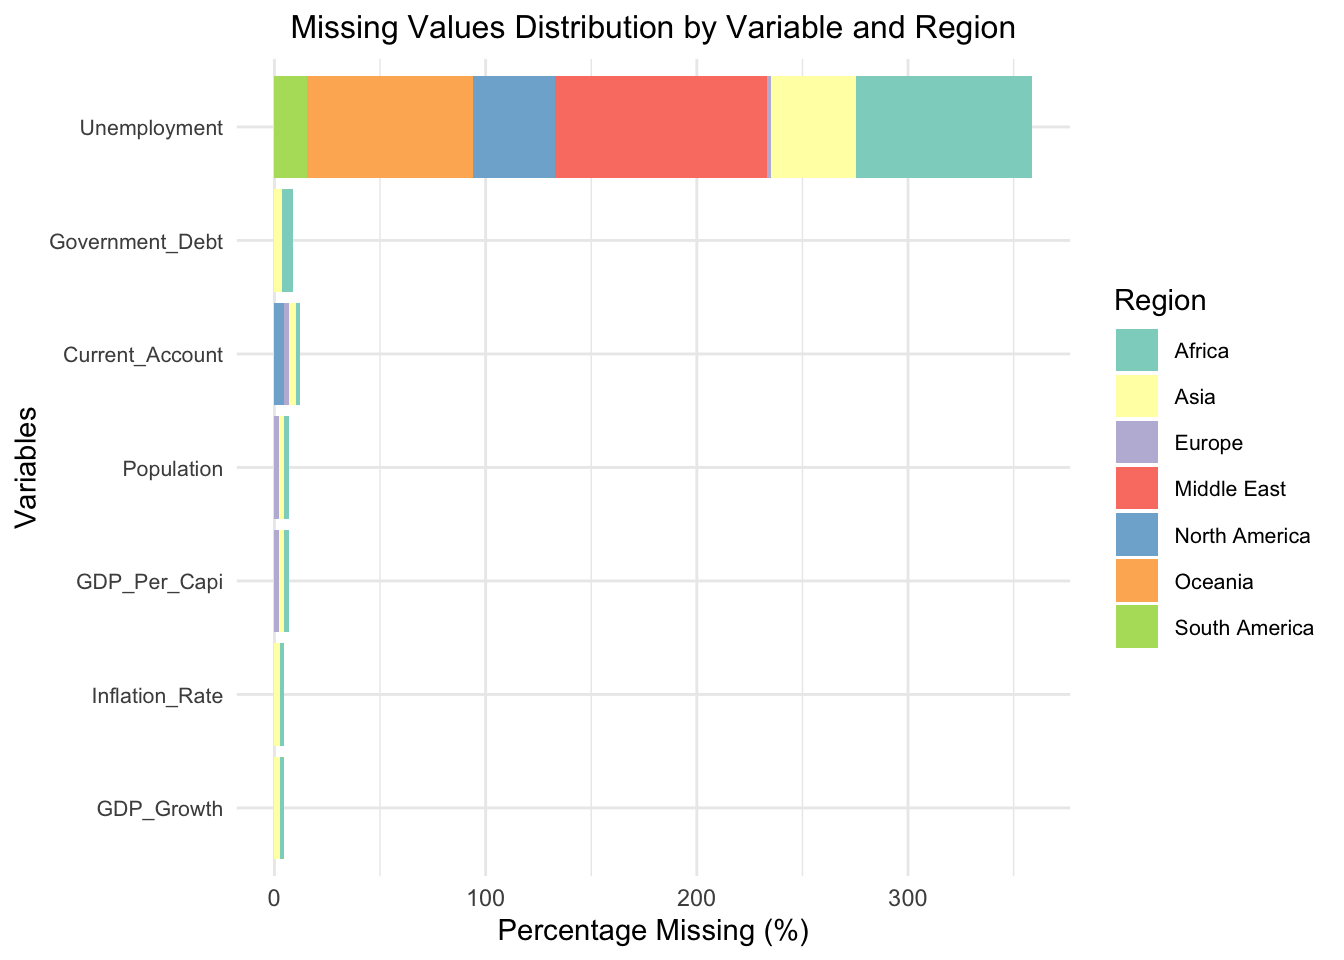 Missing Values Distribution by Variable and Region
Unemployment
Government_Debt
Current_Account
Population
GDP_Per_Capi
Inflation_Rate
GDP_Growth
Variables
0 100 200 300
Percentage Missing (%)
Region
Africa
Asia
Europe
Middle East
North America
Oceania
South America